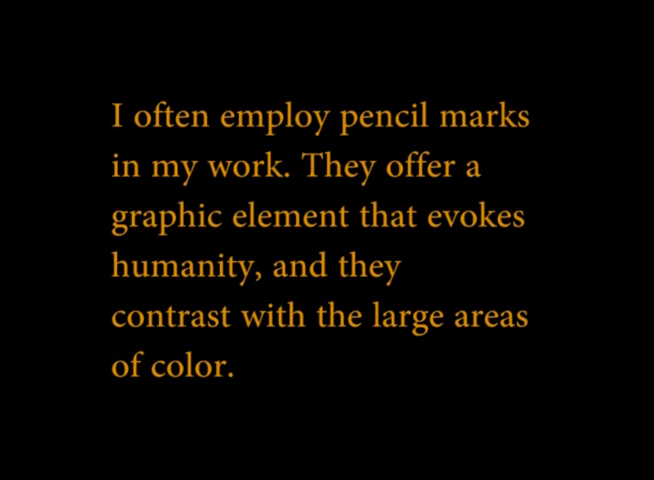 I often employ pencil marks
in my work. They offer a
graphic element that evokes
humanity, and they
contrast with the large areas
of color.